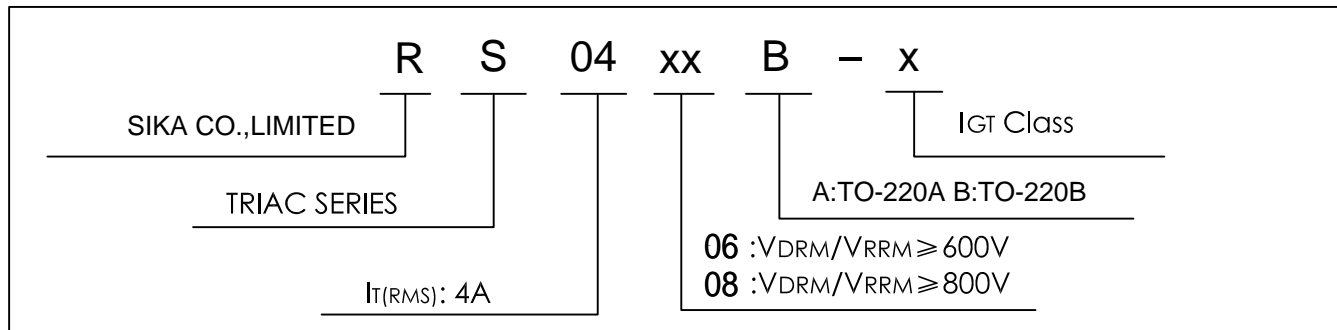 R S 04 xx B – x
SIKA CO.,LIMITED
IGT Class
TRIAC SERIES
A:TO-220A B:TO-220B
06 :VDRM/VRRM⩾600V
08 :VDRM/VRRM⩾800V
IT(RMS): 4A